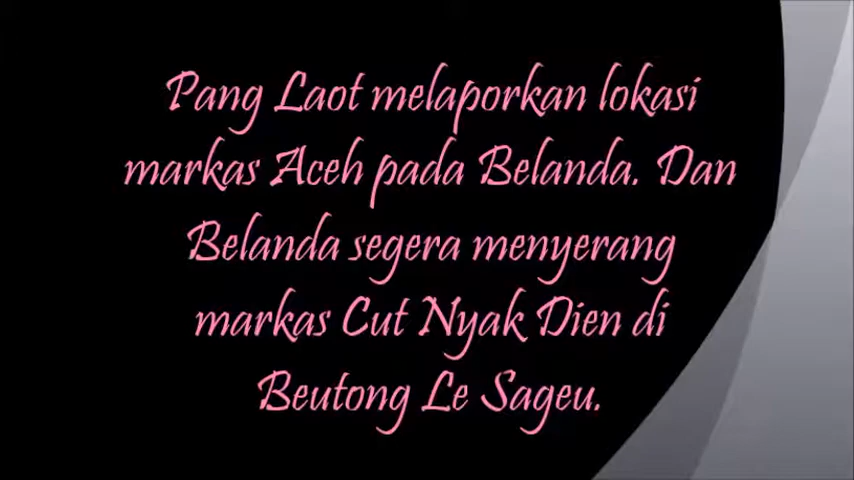 Pang Laot melaporkan lokasi
markas Aceh pada Belanda. Dan
Belanda segera menyerang
markas Cut Nyak Dien di
Beutong Le Sageu.